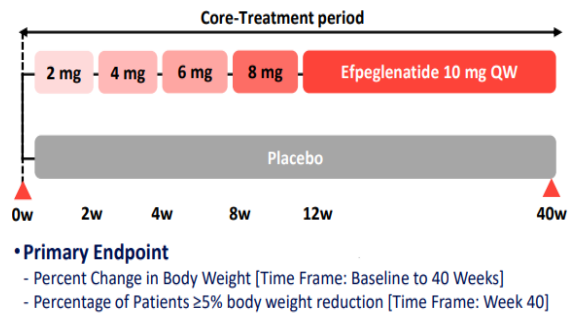 Core-Treatment period
2 mg 4 mg 6 mg 8 mg Efpeglenatide 10 mg QW
Placebo
0w 2w 4w 8w 12w 40w
• Primary Endpoint
- Percent Change in Body Weight [Time Frame: Baseline to 40 Weeks]
- Percentage of Patients ≥5% body weight reduction [Time Frame: Week 40]